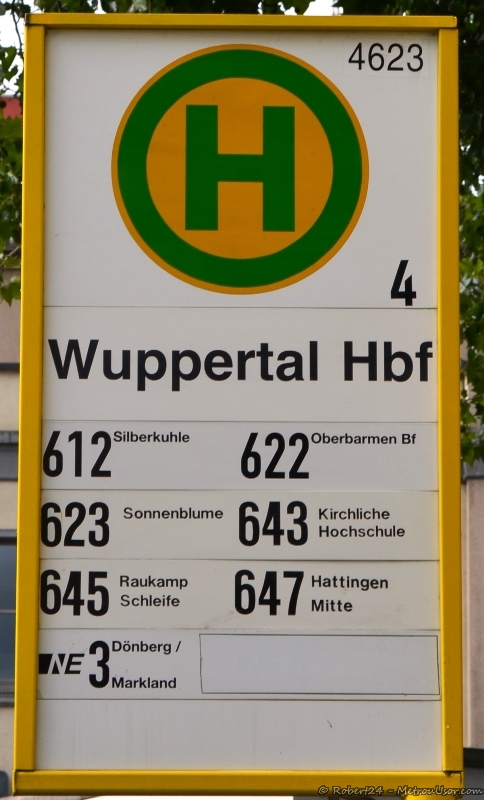 4623
H
4
Wuppertal Hbf
612 Silberkuhle
622 Oberbarmen Bf
623 Sonnenblume
643 Kirchliche
Hochschule
645 Raukamp
Schleife
647 Hattingen
Mitte
NE 3 Dönberg /
Markland
© Robert24 - MetrouUsor.com